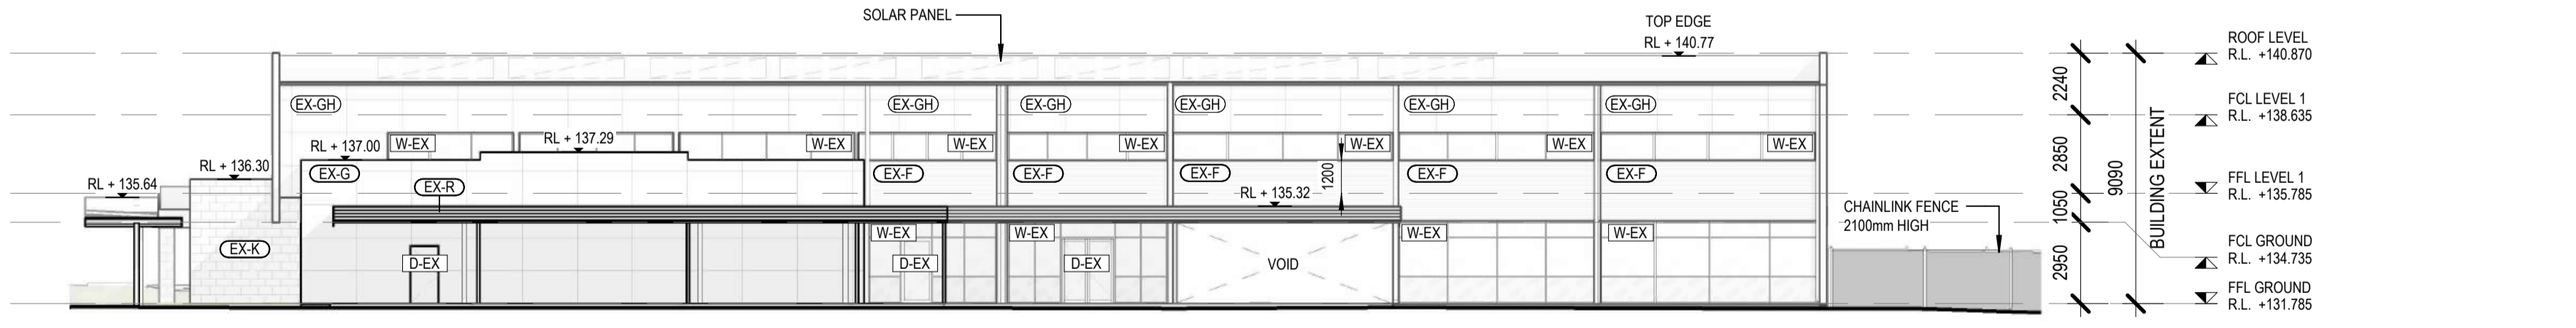 SOLAR PANEL
TOP EDGE
RL + 140.77
ROOF LEVEL
R.L. +140.870
2240
EX-GH
EX-GH
EX-GH
EX-GH
EX-GH
EX-GH
FCL LEVEL 1
R.L. +138.635
RL + 137.29
RL + 137.00
W-EX
W-EX
W-EX
W-EX
W-EX
W-EX
W-EX
2850
RL + 136.30
EX-G
EX-F
EX-F
EX-F
EX-F
EX-F
1200
9090
BUILDING EXTENT
RL + 135.64
EX-R
RL + 135.32
FFL LEVEL 1
R.L. +135.785
1050
CHAINLINK FENCE
2100mm HIGH
W-EX
W-EX
W-EX
W-EX
EX-K
D-EX
D-EX
D-EX
VOID
2950
FCL GROUND
R.L. +134.735
FFL GROUND
R.L. +131.785